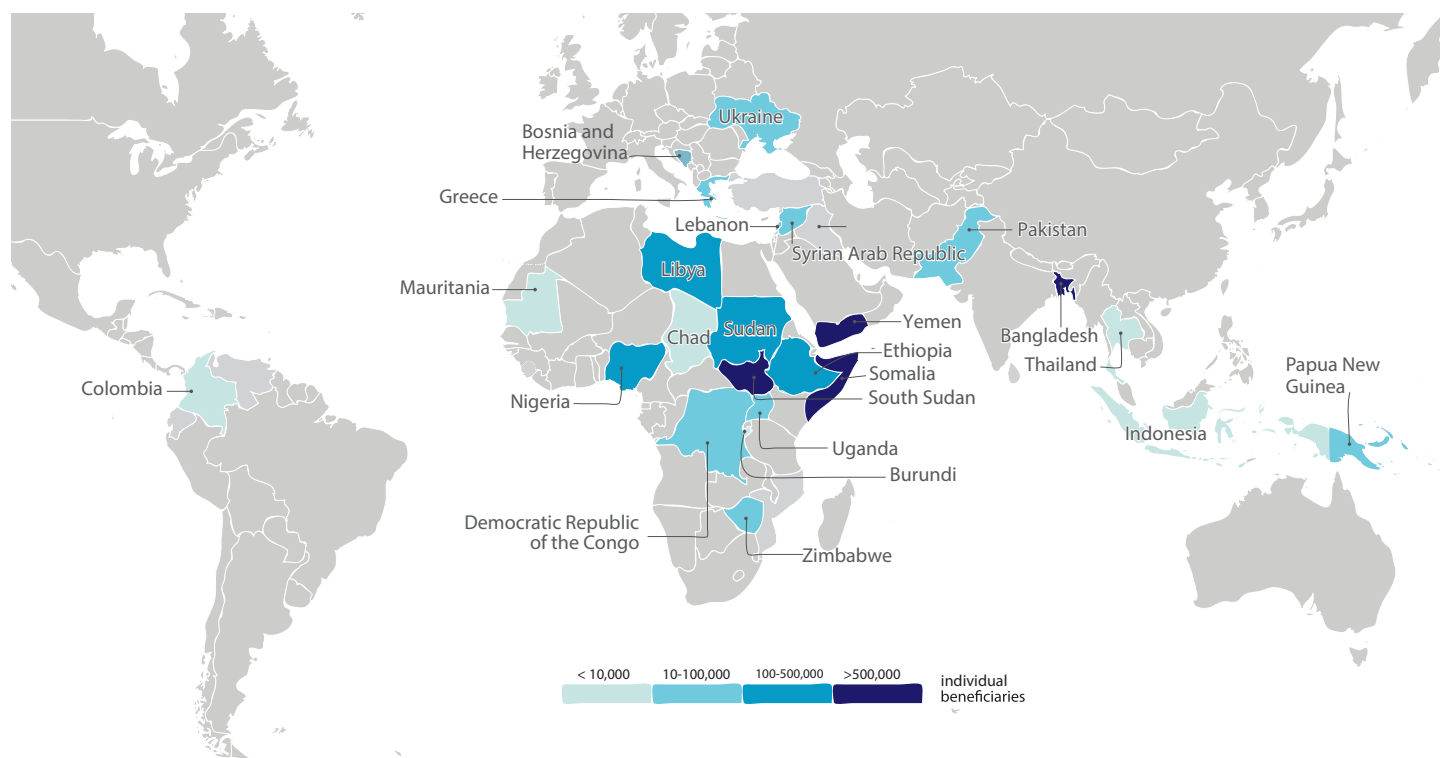 Ukraine
Bosnia and
Herzegovina
Greece
Lebanon
Pakistan
Syrian Arab Republic
Libya
Mauritania
Yemen
Sudan
Chad
Bangladesh
Ethiopia
Thailand
Papua New
Guinea
Somalia
Colombia
South Sudan
Nigeria
Indonesia
Uganda
Burundi
Democratic Republic
of the Congo
Zimbabwe
< 10,000
10-100,000
100-500,000
>500,000
individual
beneficiaries